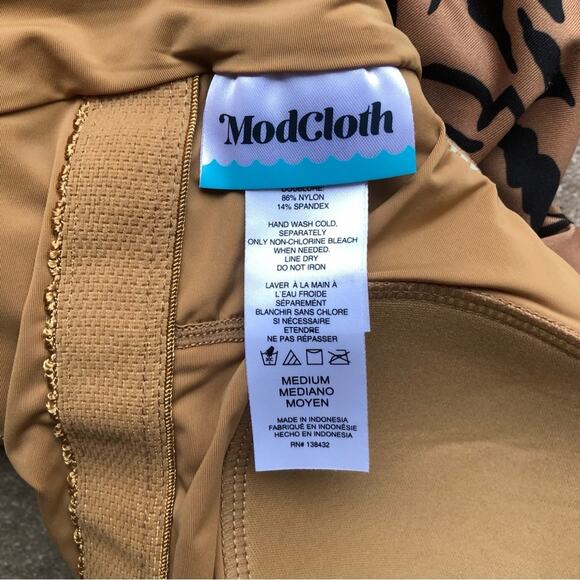 ModCloth
DOUBLURE:
86% NYLON
14% SPANDEX
HAND WASH COLD,
SEPARATELY
ONLY NON-CHLORINE BLEACH
WHEN NEEDED.
LINE DRY
DO NOT IRON
LAVER À LA MAIN À
L'EAU FROIDE
SÉPARÉMENT
BLANCHIR SANS CHLORE
SI NÉCESSAIRE
ETENDRE
NE PAS RÉPASSER
MEDIUM
MEDIANO
MOYEN
MADE IN INDONESIA
FABRIQUÉ EN INDONÉSIE
HECHO EN INDONESIA
RN# 138432